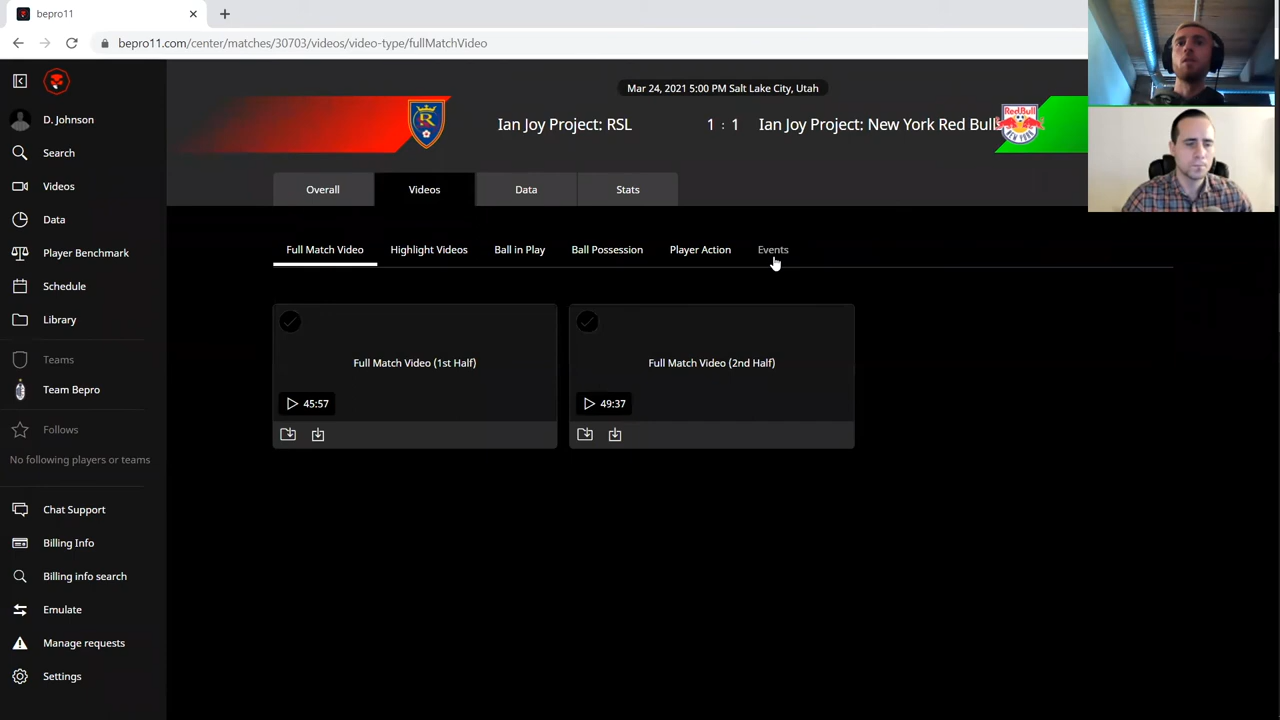 bepro11
bepro11.com/center/matches/30703/videos/video-type/fullMatchVideo
D. Johnson
Search
Videos
Data
Player Benchmark
Schedule
Library
Teams
Team Bepro
Follows
No following players or teams
Chat Support
Billing Info
Billing info search
Emulate
Manage requests
Settings
Mar 24, 2021 5:00 PM Salt Lake City, Utah
Ian Joy Project: RSL 1 : 1 Ian Joy Project: New York Red Bulls
RedBull
NEW YORK
Overall Videos Data Stats
Full Match Video Highlight Videos Ball in Play Ball Possession Player Action Events
Full Match Video (1st Half)
45:57
Full Match Video (2nd Half)
49:37